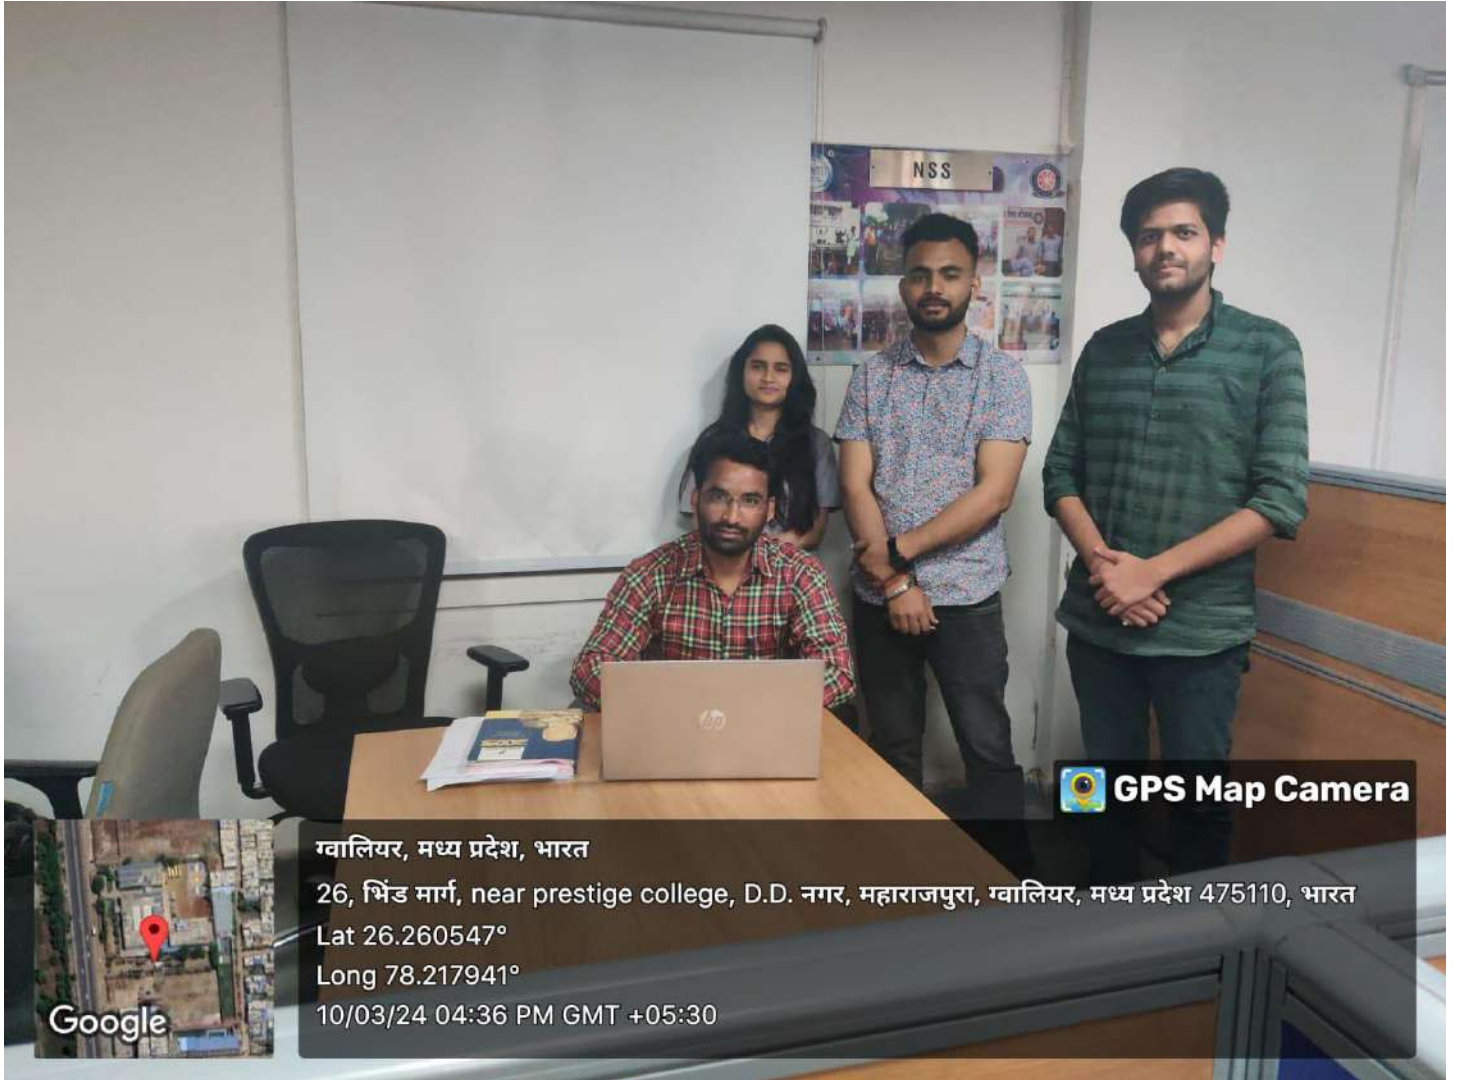 NSS
hp
GPS Map Camera
ग्वालियर, मध्य प्रदेश, भारत
26, भिंड मार्ग, near prestige college, D.D. नगर, महाराजपुरा, ग्वालियर, मध्य प्रदेश 475110, भारत
Lat 26.260547°
Long 78.217941°
10/03/24 04:36 PM GMT +05:30
Google